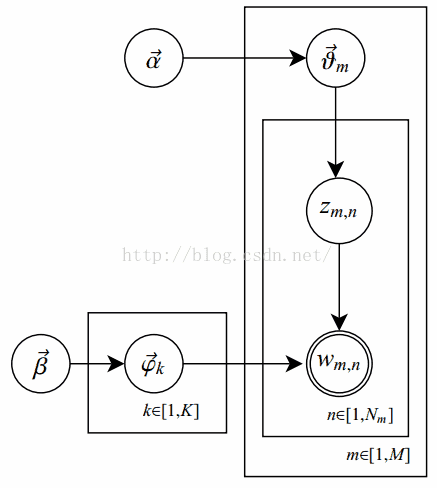 α⃗
ϑ⃗ₘ
zₘ,ₙ
http://blog.csdn.net/
β⃗
φ⃗ₖ
wₘ,ₙ
k∈[1,K]
n∈[1,Nₘ]
m∈[1,M]